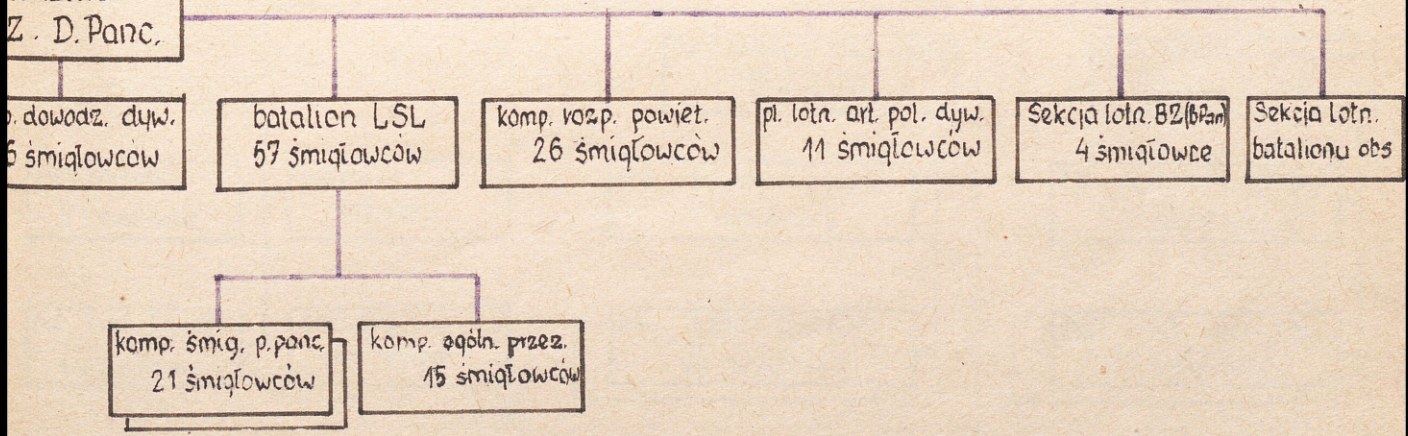 Z. D. Panc.
dowodz. dyw.
śmigłowców
batalion LSL
57 śmigłowców
komp. rozp. powiet.
26 śmigłowców
pl. lotn. art. pol. dyw.
11 śmigłowców
Sekcja lotn. BZ(BPan)
4 śmigłowce
Sekcja lotn.
batalionu obs
komp. śmig. p.panc.
21 śmigłowców
komp. ogóln. przez.
15 śmigłowców